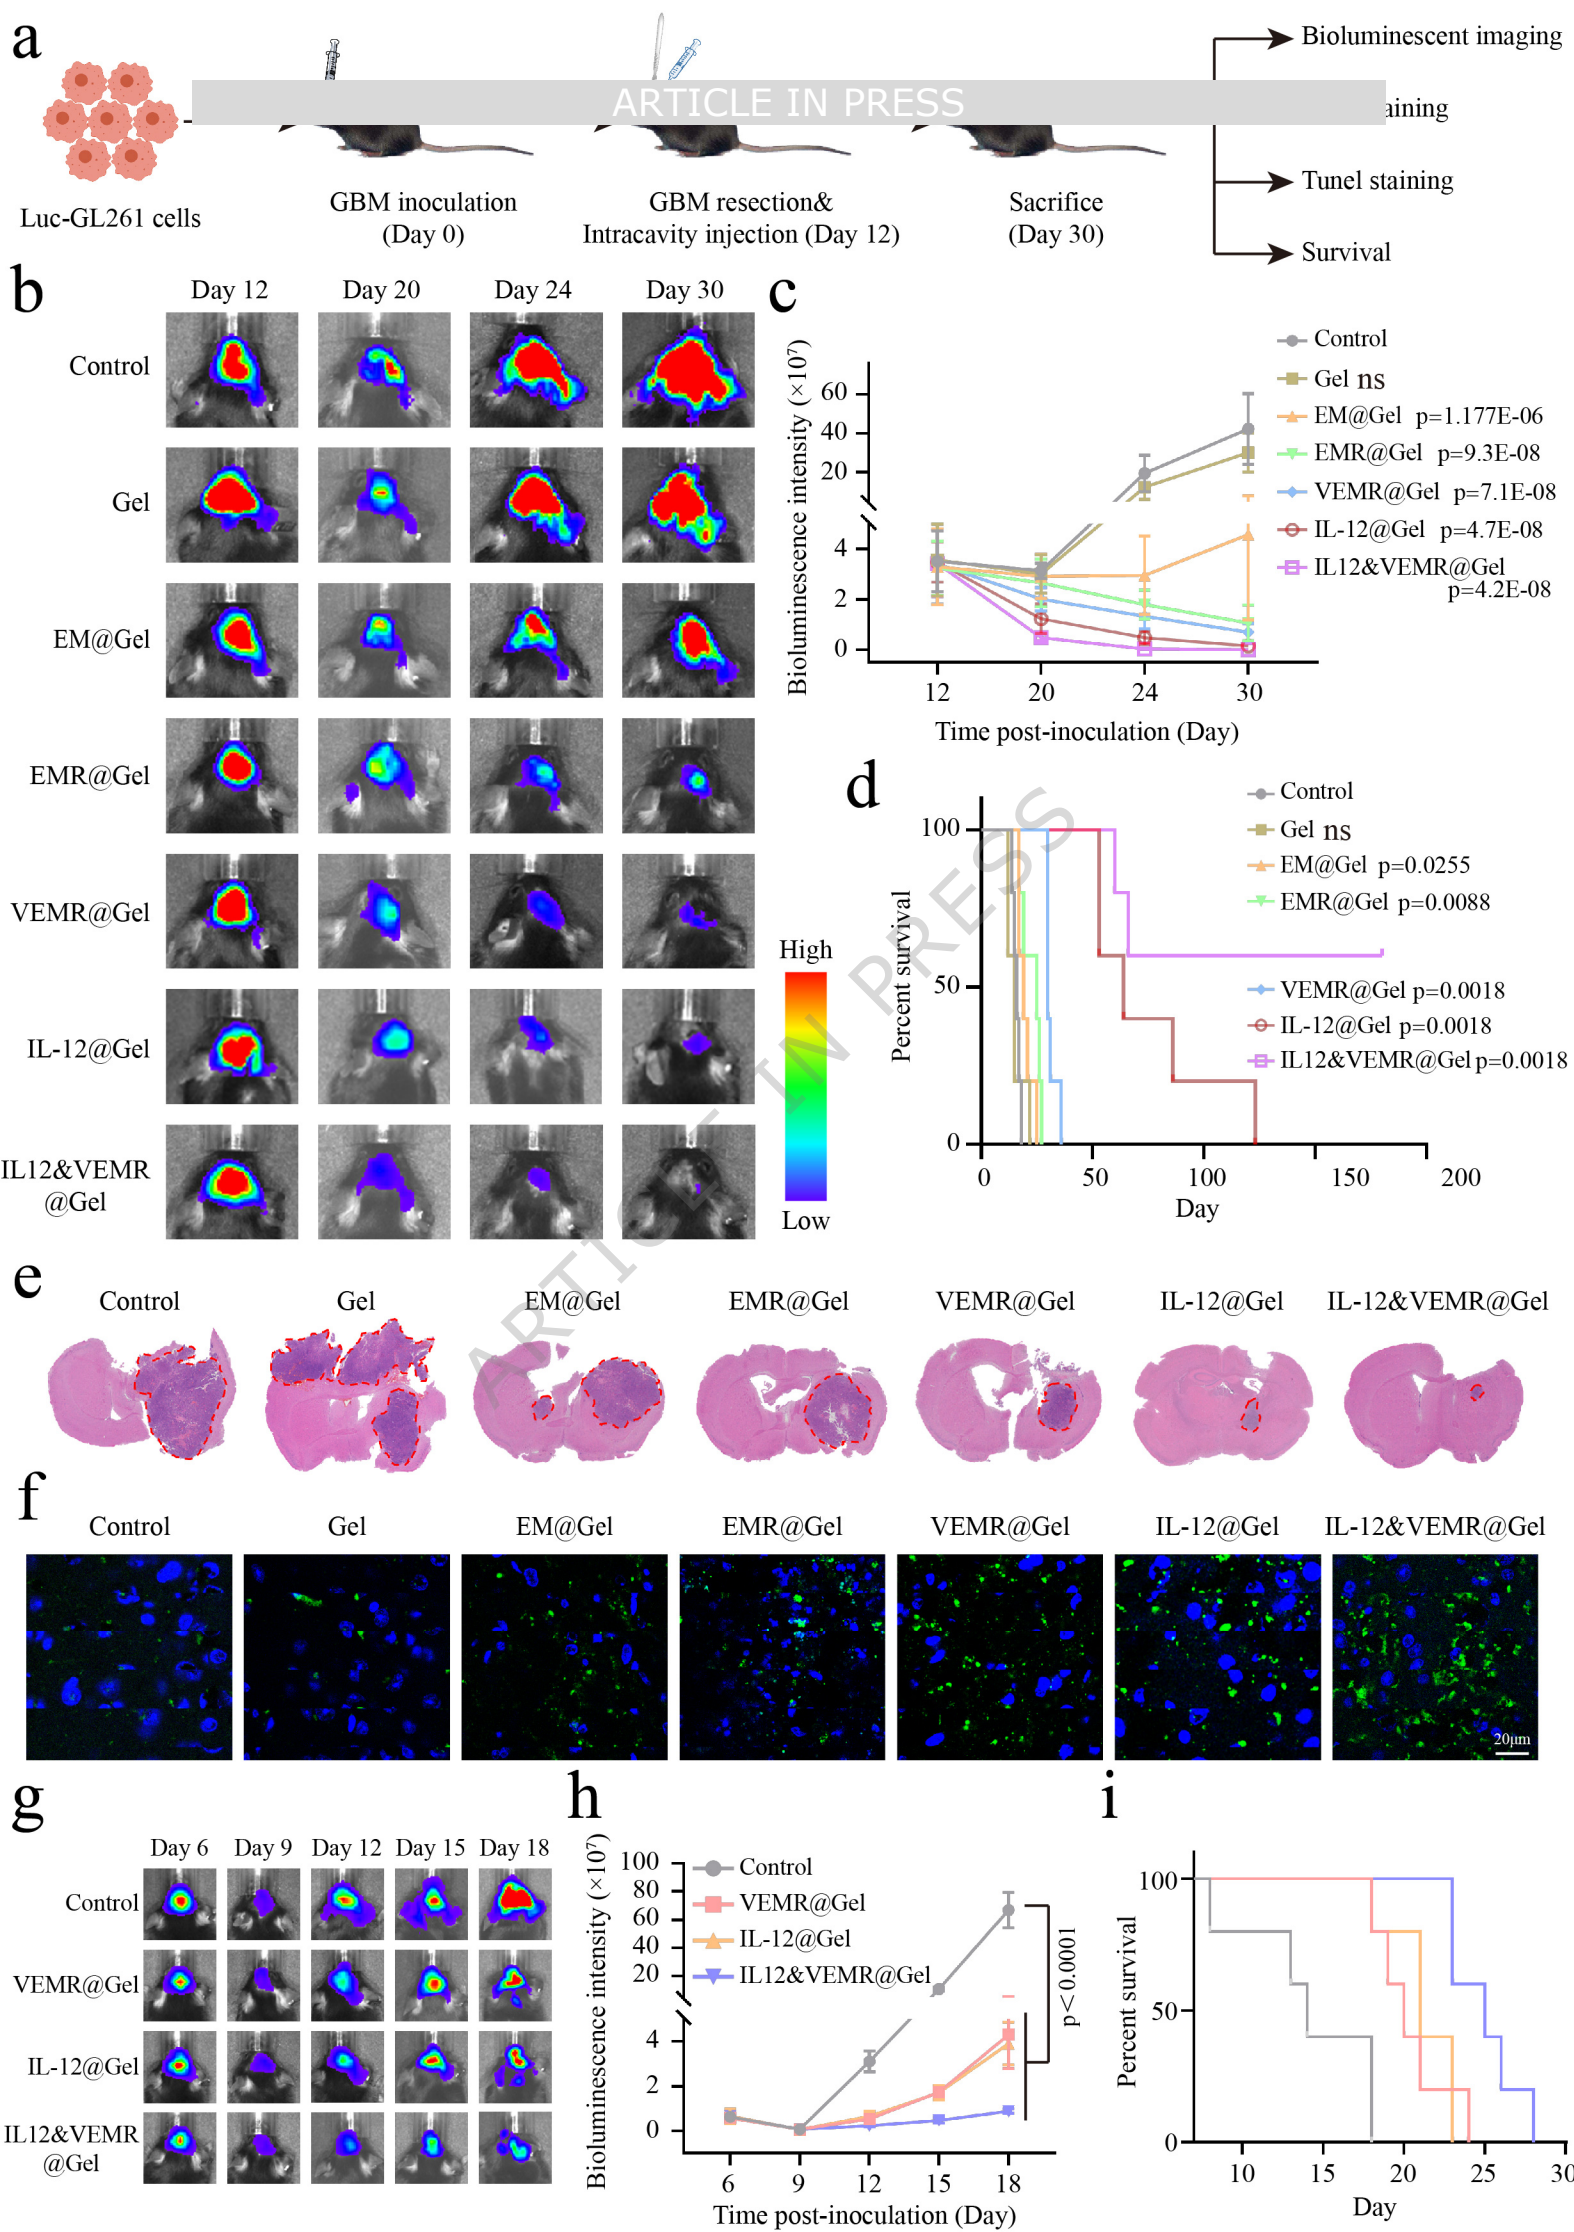 a
Bioluminescent imaging
ARTICLE IN PRESS
aining
Tunel staining
Survival
Luc-GL261 cells
GBM inoculation
(Day 0)
GBM resection&
Intracavity injection (Day 12)
Sacrifice
(Day 30)
b
Day 12 Day 20 Day 24 Day 30
Control
Gel
EM@Gel
EMR@Gel
VEMR@Gel
IL-12@Gel
IL12&VEMR
@Gel
High
Low
c
Bioluminescence intensity (×10⁷)
60
40
20
4
2
0
12 20 24 30
Time post-inoculation (Day)
Control
Gel ns
EM@Gel p=1.177E-06
EMR@Gel p=9.3E-08
VEMR@Gel p=7.1E-08
IL-12@Gel p=4.7E-08
IL12&VEMR@Gel
p=4.2E-08
d
Percent survival
100
50
0
0 50 100 150 200
Day
Control
Gel ns
EM@Gel p=0.0255
EMR@Gel p=0.0088
VEMR@Gel p=0.0018
IL-12@Gel p=0.0018
IL12&VEMR@Gel p=0.0018
ARTICLE IN PRESS
e
Control Gel EM@Gel EMR@Gel VEMR@Gel IL-12@Gel IL-12&VEMR@Gel
f
Control Gel EM@Gel EMR@Gel VEMR@Gel IL-12@Gel IL-12&VEMR@Gel
20μm
g
Day 6 Day 9 Day 12 Day 15 Day 18
Control
VEMR@Gel
IL-12@Gel
IL12&VEMR
@Gel
h
Bioluminescence intensity (×10⁷)
100
80
60
40
20
4
2
0
6 9 12 15 18
Time post-inoculation (Day)
Control
VEMR@Gel
IL-12@Gel
IL12&VEMR@Gel
p<0.0001
i
Percent survival
100
50
0
10 15 20 25 30
Day